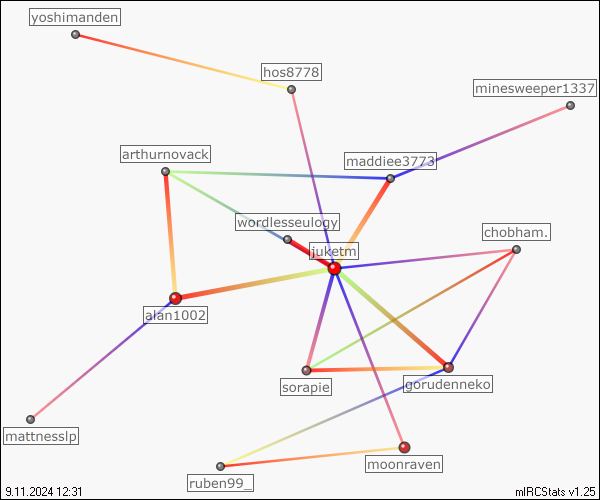 yoshimanden
hos8778
minesweeper1337
arthurnovack
maddiee3773
wordlesseulogy
chobham.
juketm
alan1002
sorapie
gorudenneko
mattnesslp
moonraven
ruben99_
9.11.2024 12:31
mIRCStats v1.25